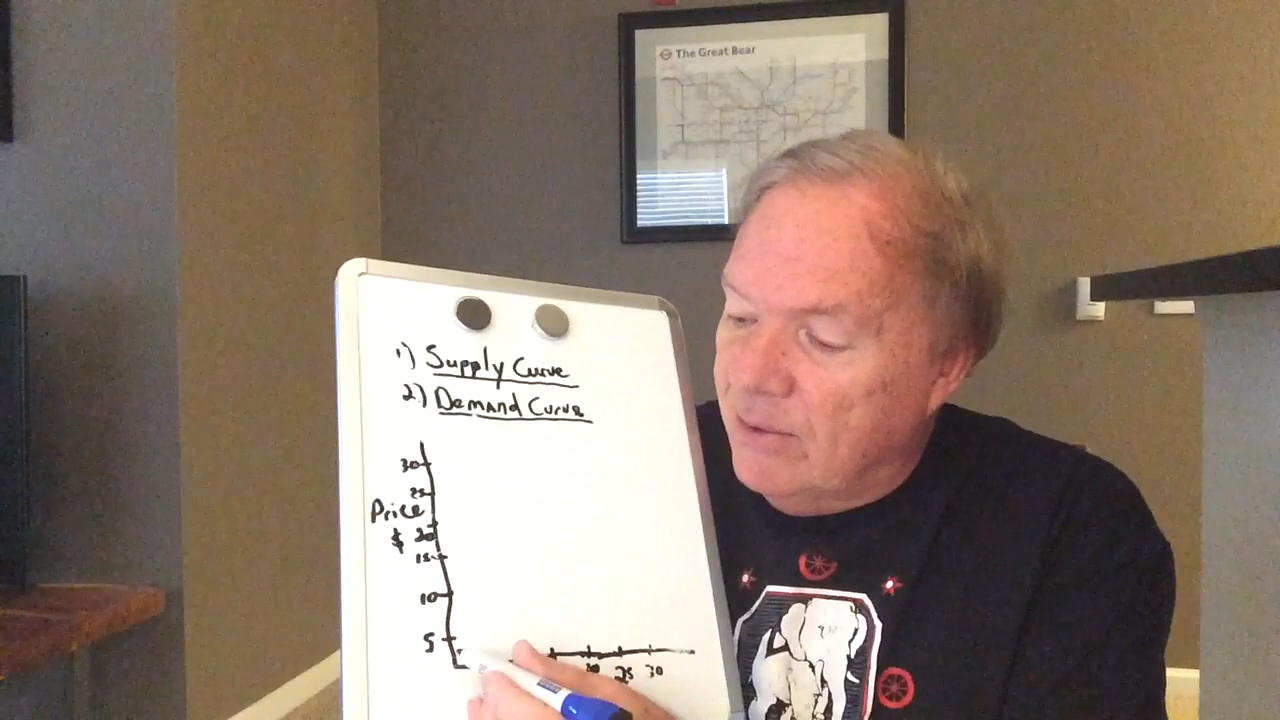 The Great Bear
1) Supply Curve
2.) Demand Curve
30
25
Price
$ 20
15
10
5
20 25 30